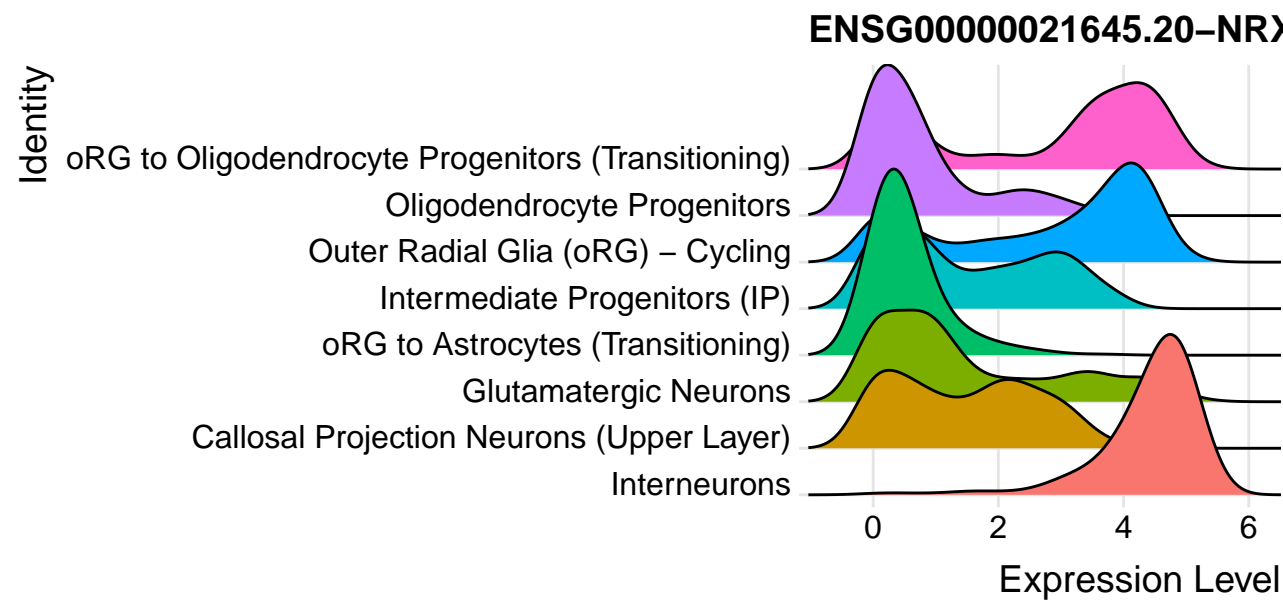 ENSG00000021645.20−NRX
Identity
oRG to Oligodendrocyte Progenitors (Transitioning)
Oligodendrocyte Progenitors
Outer Radial Glia (oRG) − Cycling
Intermediate Progenitors (IP)
oRG to Astrocytes (Transitioning)
Glutamatergic Neurons
Callosal Projection Neurons (Upper Layer)
Interneurons
0 2 4 6
Expression Level